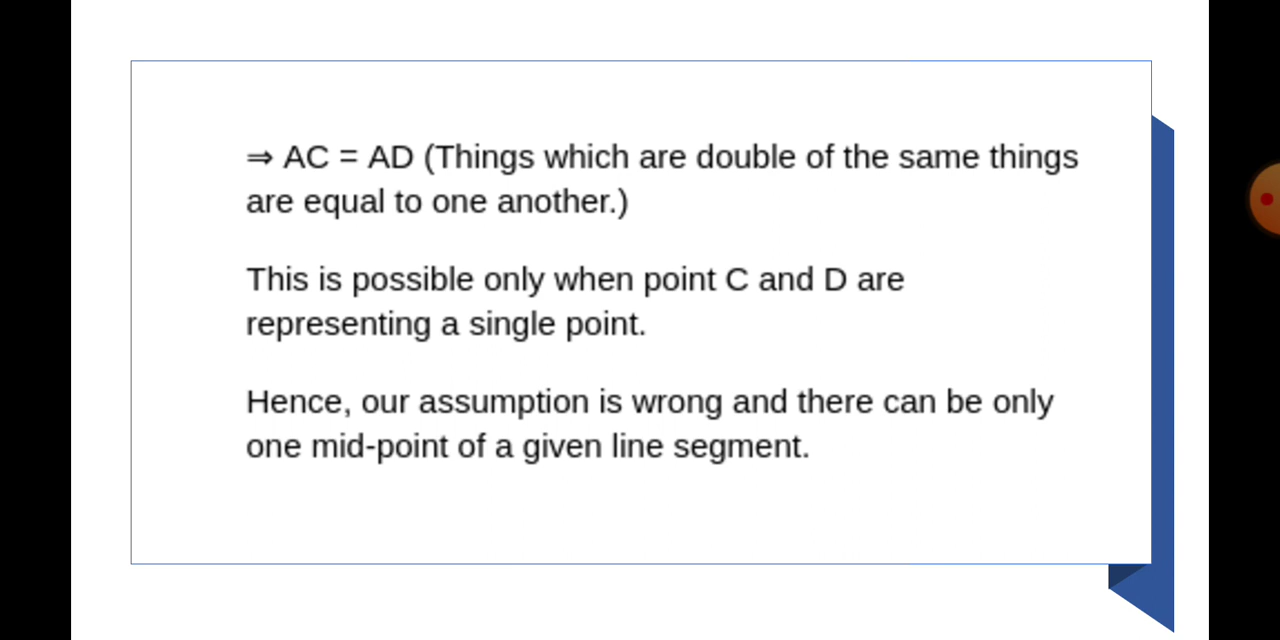 ⇒ AC = AD (Things which are double of the same things
are equal to one another.)
This is possible only when point C and D are
representing a single point.
Hence, our assumption is wrong and there can be only
one mid-point of a given line segment.